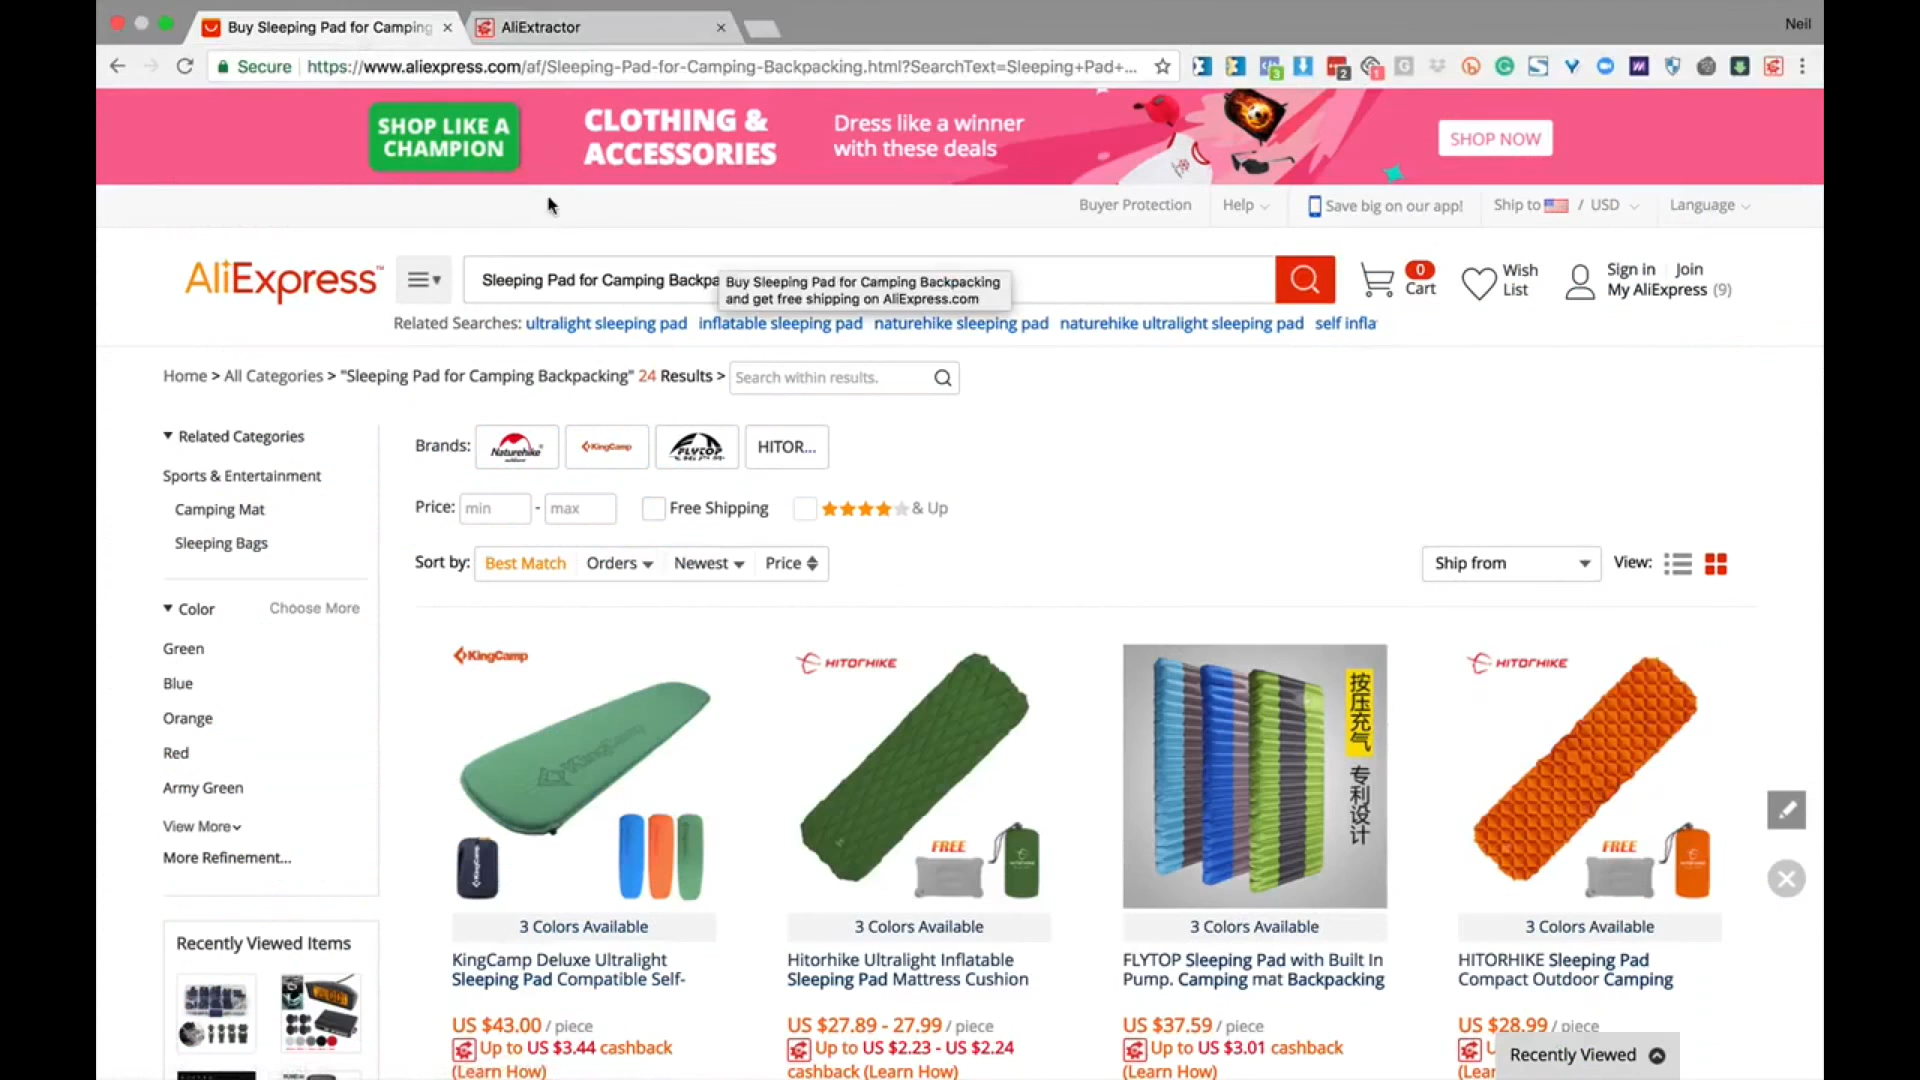 Neil
Buy Sleeping Pad for Camping
AliExtractor
Secure
https://www.aliexpress.com/af/Sleeping-Pad-for-Camping-Backpacking.html?SearchText=Sleeping+Pad+...
SHOP LIKE A
CHAMPION
CLOTHING &
ACCESSORIES
Dress like a winner
with these deals
SHOP NOW
Buyer Protection
Help
Save big on our app!
Ship to / USD
Language
AliExpress™
Sleeping Pad for Camping Backpa
Buy Sleeping Pad for Camping Backpacking
and get free shipping on AliExpress.com
0
Cart
Wish
List
Sign in Join
My AliExpress (9)
Related Searches: ultralight sleeping pad inflatable sleeping pad naturehike sleeping pad naturehike ultralight sleeping pad self infla
Home > All Categories > "Sleeping Pad for Camping Backpacking" 24 Results >
Search within results.
Related Categories
Sports & Entertainment
Camping Mat
Sleeping Bags
Color
Choose More
Green
Blue
Orange
Red
Army Green
View More
More Refinement...
Brands:
Naturehike
KingCamp
FLYTOP
HITOR...
Price: min - max
Free Shipping
& Up
Sort by: Best Match Orders Newest Price
Ship from
View:
KingCamp
KingCamp
KingCamp
3 Colors Available
KingCamp Deluxe Ultralight
Sleeping Pad Compatible Self-
US $43.00 / piece
Up to US $3.44 cashback
(Learn How)
HITORHIKE
FREE
3 Colors Available
Hitorhike Ultralight Inflatable
Sleeping Pad Mattress Cushion
US $27.89 - 27.99 / piece
Up to US $2.23 - US $2.24
cashback (Learn How)
按压充气
专利设计
3 Colors Available
FLYTOP Sleeping Pad with Built In
Pump. Camping mat Backpacking
US $37.59 / piece
Up to US $3.01 cashback
(Learn How)
HITORHIKE
FREE
3 Colors Available
HITORHIKE Sleeping Pad
Compact Outdoor Camping
US $28.99 / piece
Recently Viewed Items
Recently Viewed